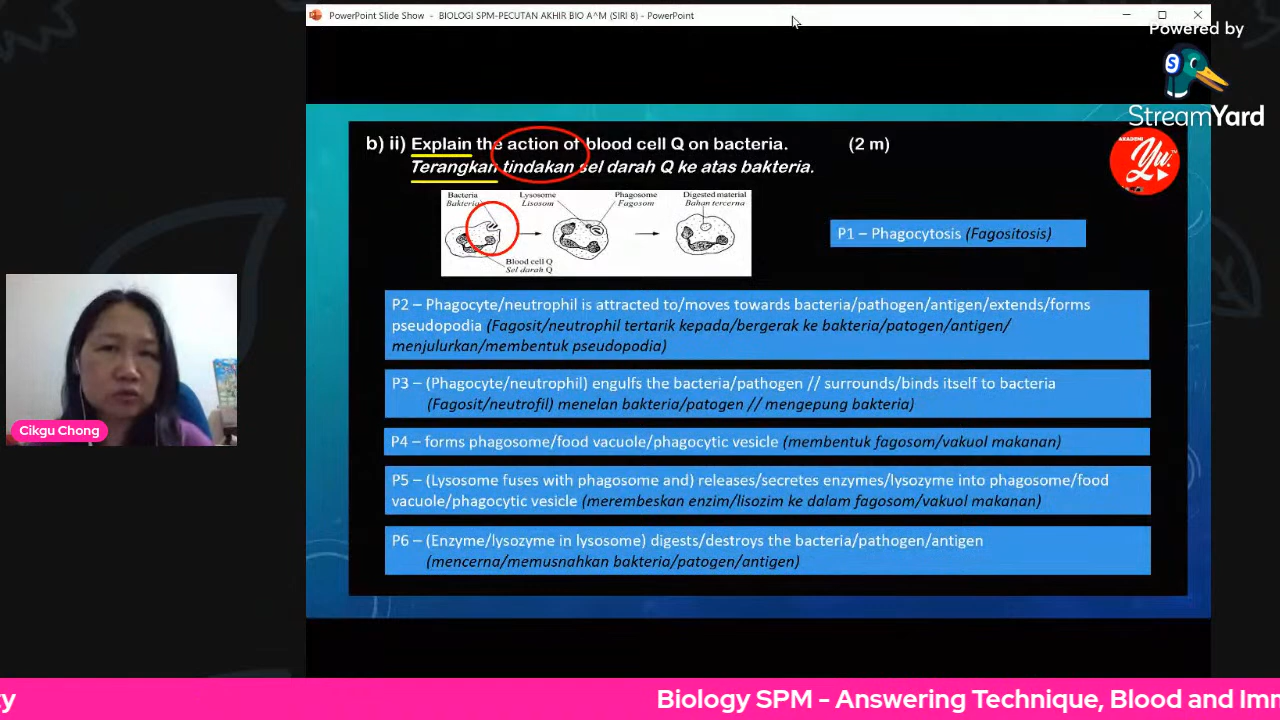 PowerPoint Slide Show - BIOLOGI SPM-PECUTAN AKHIR BIO A^M (SIRI 8) - PowerPoint
Powered by
S
StreamYard
b) ii) Explain the action of blood cell Q on bacteria. (2 m)
Terangkan tindakan sel darah Q ke atas bakteria.
Bacteria
Bakteria
Lysosome
Lisosom
Phagosome
Fagosom
Digested material
Bahan tercerna
Blood cell Q
Sel darah Q
P1 – Phagocytosis (Fagositosis)
P2 – Phagocyte/neutrophil is attracted to/moves towards bacteria/pathogen/antigen/extends/forms
pseudopodia (Fagosit/neutrophil tertarik kepada/bergerak ke bakteria/patogen/antigen/
menjulurkan/membentuk pseudopodia)
P3 – (Phagocyte/neutrophil) engulfs the bacteria/pathogen // surrounds/binds itself to bacteria
(Fagosit/neutrofil) menelan bakteria/patogen // mengepung bakteria)
P4 – forms phagosome/food vacuole/phagocytic vesicle (membentuk fagosom/vakuol makanan)
P5 – (Lysosome fuses with phagosome and) releases/secretes enzymes/lysozyme into phagosome/food
vacuole/phagocytic vesicle (merembeskan enzim/lisozim ke dalam fagosom/vakuol makanan)
P6 – (Enzyme/lysozyme in lysosome) digests/destroys the bacteria/pathogen/antigen
(mencerna/memusnahkan bakteria/patogen/antigen)
Cikgu Chong
ty
Biology SPM - Answering Technique, Blood and Imm